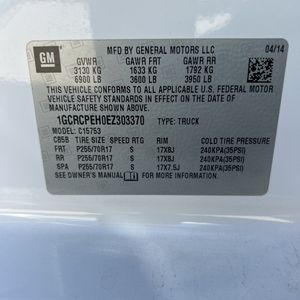 GM
MFD BY GENERAL MOTORS LLC 04/14
GVWR GAWR FRT GAWR RR
3130 KG 1633 KG 1792 KG
6900 LB 3600 LB 3950 LB
THIS VEHICLE CONFORMS TO ALL APPLICABLE U.S. FEDERAL MOTOR
VEHICLE SAFETY STANDARDS IN EFFECT ON THE DATE OF
MANUFACTURE SHOWN ABOVE.
1GCRCPEH0EZ303370 TYPE: TRUCK
MODEL: C15753
CB5B TIRE SIZE SPEED RTG RIM COLD TIRE PRESSURE
FRT P255/70R17 S 17X8J 240KPA(35PSI)
RR P255/70R17 S 17X8J 240KPA(35PSI)
SPA P255/70R17 S 17X7.5J 240KPA(35PSI)
SEE OWNER'S MANUAL FOR MORE INFORMATION.